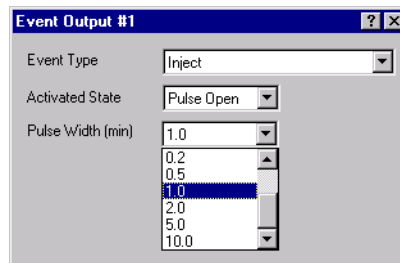 Event Output #1
Event Type Inject
Activated State Pulse Open
Pulse Width (min) 1.0
0.2
0.5
1.0
2.0
5.0
10.0